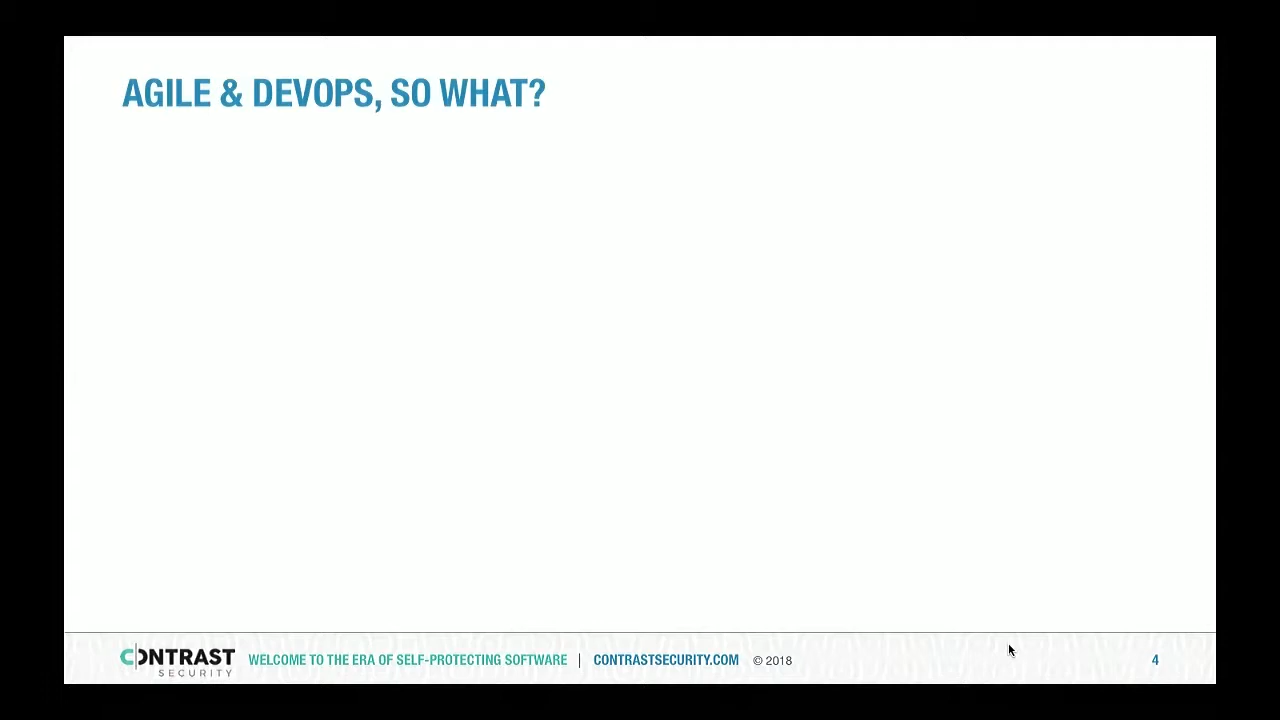 AGILE & DEVOPS, SO WHAT?
CONTRAST
SECURITY
WELCOME TO THE ERA OF SELF-PROTECTING SOFTWARE | CONTRASTSECURITY.COM © 2018
4